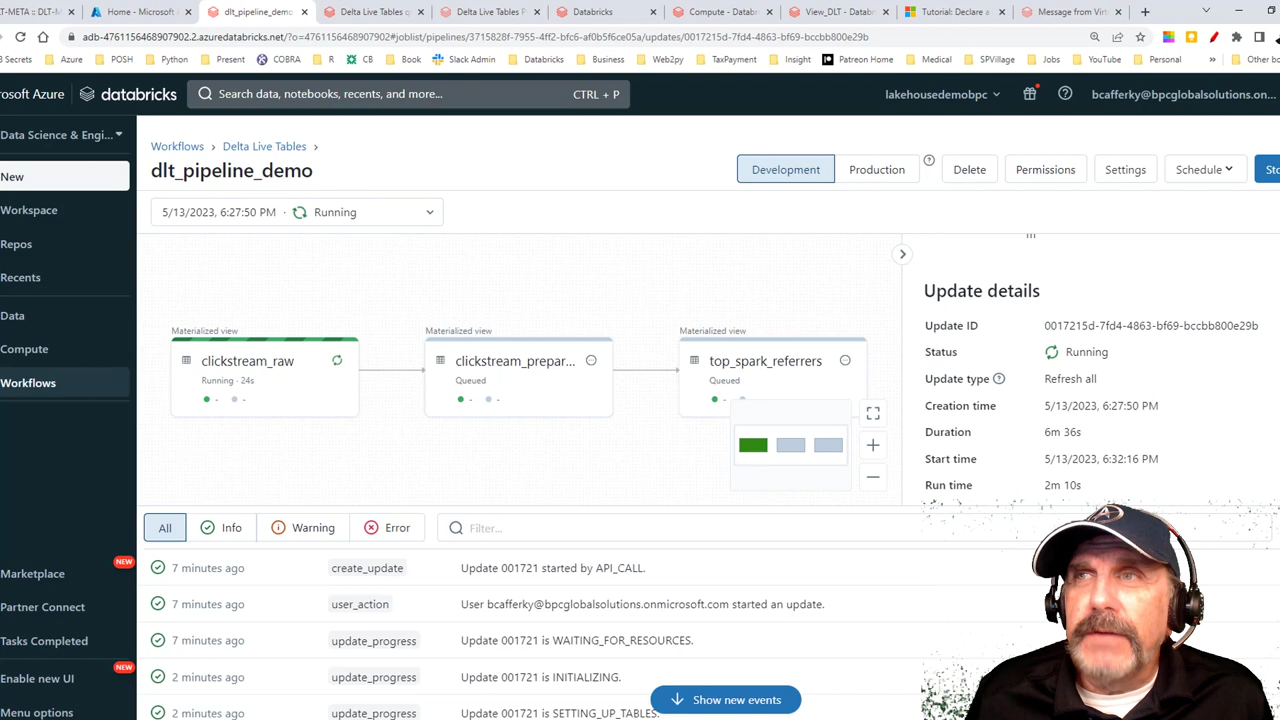 LT-META :: DLT-M
Home - Microsoft Az
dlt_pipeline_demo
Delta Live Tables q
Delta Live Tables P
Databricks
Compute - Databric
View_DLT - Databri
Tutorial: Declare a
Message from Virtu
adb-4761156468907902.2.azuredatabricks.net/?o=4761156468907902#joblist/pipelines/3715828f-7955-4ff2-bfc6-af0b5f6ce05a/updates/0017215d-7fd4-4863-bf69-bccbb800e29b
3 Secrets
Azure
POSH
Python
Present
COBRA
R
CB
Book
Slack Admin
Databricks
Business
Web2py
TaxPayment
Insight
Patreon Home
Medical
SPVillage
Jobs
YouTube
Personal
Other bo
osoft Azure
databricks
Search data, notebooks, recents, and more...
CTRL + P
lakehousedemobpc
bcafferky@bpcglobalsolutions.on...
Data Science & Engi...
New
Workspace
Repos
Recents
Data
Compute
Workflows
Marketplace
NEW
Partner Connect
Tasks Completed
Enable new UI
NEW
Menu options
Workflows > Delta Live Tables >
dlt_pipeline_demo
Development
Production
Delete
Permissions
Settings
Schedule
Sto
5/13/2023, 6:27:50 PM · Running
Materialized view
clickstream_raw
Running · 24s
- -
Materialized view
clickstream_prepar...
Queued
- -
Materialized view
top_spark_referrers
Queued
-
Update details
Update ID 0017215d-7fd4-4863-bf69-bccbb800e29b
Status Running
Update type Refresh all
Creation time 5/13/2023, 6:27:50 PM
Duration 6m 36s
Start time 5/13/2023, 6:32:16 PM
Run time 2m 10s
All
Info
Warning
Error
Filter...
7 minutes ago create_update Update 001721 started by API_CALL.
7 minutes ago user_action User bcafferky@bpcglobalsolutions.onmicrosoft.com started an update.
7 minutes ago update_progress Update 001721 is WAITING_FOR_RESOURCES.
2 minutes ago update_progress Update 001721 is INITIALIZING.
2 minutes ago update_progress Update 001721 is SETTING_UP_TABLES.
Show new events